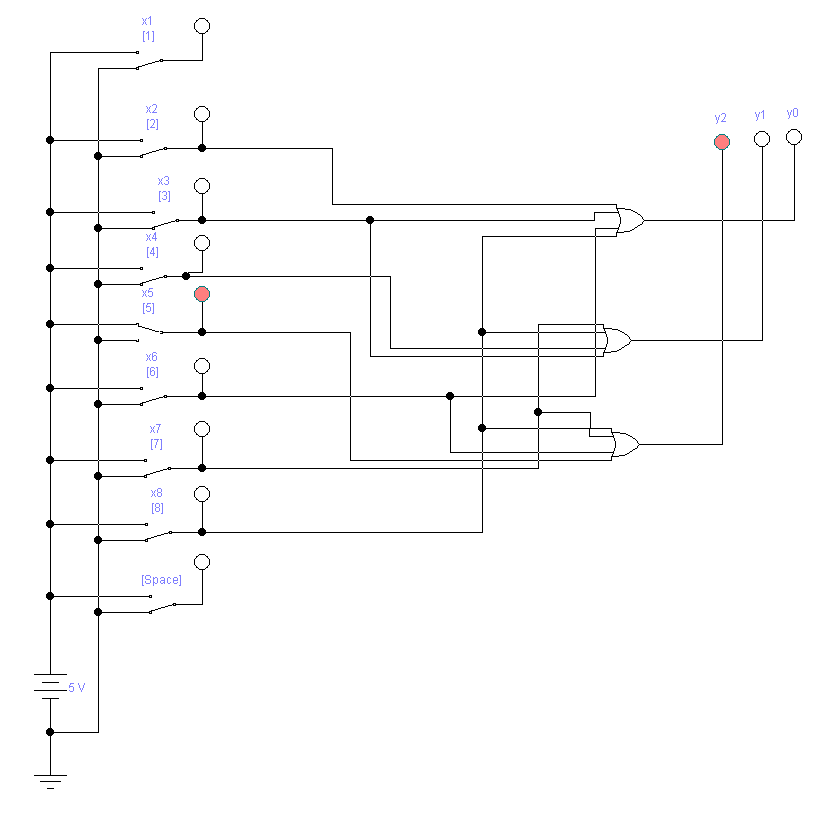 x1
[1]
x2
[2]
y2
y1
y0
x3
[3]
x4
[4]
x5
[5]
x6
[6]
x7
[7]
x8
[8]
[Space]
5 V